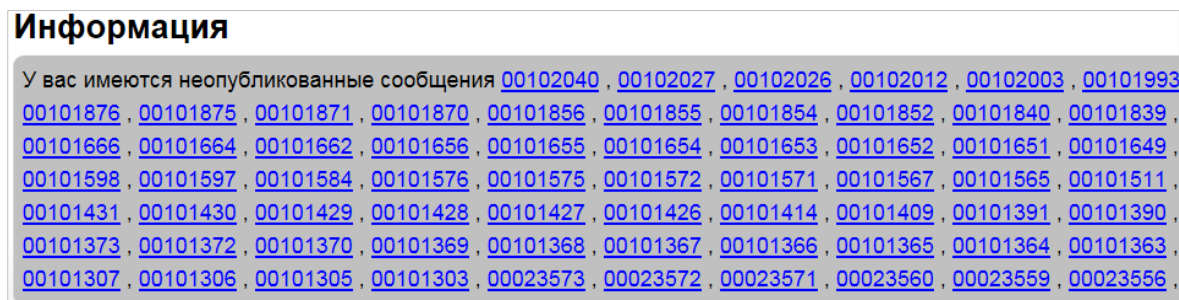 Информация
У вас имеются неопубликованные сообщения 00102040 , 00102027 , 00102026 , 00102012 , 00102003 , 00101993
00101876 , 00101875 , 00101871 , 00101870 , 00101856 , 00101855 , 00101854 , 00101852 , 00101840 , 00101839 ,
00101666 , 00101664 , 00101662 , 00101656 , 00101655 , 00101654 , 00101653 , 00101652 , 00101651 , 00101649 ,
00101598 , 00101597 , 00101584 , 00101576 , 00101575 , 00101572 , 00101571 , 00101567 , 00101565 , 00101511 ,
00101431 , 00101430 , 00101429 , 00101428 , 00101427 , 00101426 , 00101414 , 00101409 , 00101391 , 00101390 ,
00101373 , 00101372 , 00101370 , 00101369 , 00101368 , 00101367 , 00101366 , 00101365 , 00101364 , 00101363 ,
00101307 , 00101306 , 00101305 , 00101303 , 00023573 , 00023572 , 00023571 , 00023560 , 00023559 , 00023556 ,